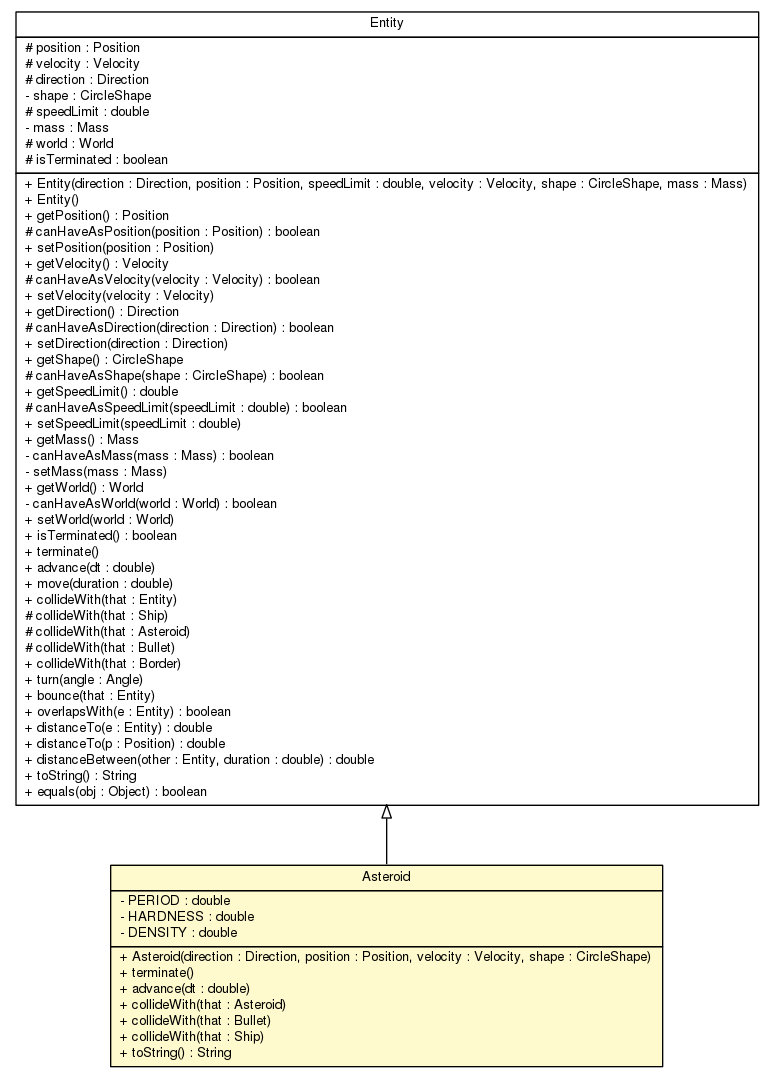 Entity
# position : Position
# velocity : Velocity
# direction : Direction
- shape : CircleShape
# speedLimit : double
- mass : Mass
# world : World
# isTerminated : boolean
+ Entity(direction : Direction, position : Position, speedLimit : double, velocity : Velocity, shape : CircleShape, mass : Mass)
+ Entity()
+ getPosition() : Position
# canHaveAsPosition(position : Position) : boolean
+ setPosition(position : Position)
+ getVelocity() : Velocity
# canHaveAsVelocity(velocity : Velocity) : boolean
+ setVelocity(velocity : Velocity)
+ getDirection() : Direction
# canHaveAsDirection(direction : Direction) : boolean
+ setDirection(direction : Direction)
+ getShape() : CircleShape
# canHaveAsShape(shape : CircleShape) : boolean
+ getSpeedLimit() : double
# canHaveAsSpeedLimit(speedLimit : double) : boolean
+ setSpeedLimit(speedLimit : double)
+ getMass() : Mass
- canHaveAsMass(mass : Mass) : boolean
- setMass(mass : Mass)
+ getWorld() : World
- canHaveAsWorld(world : World) : boolean
+ setWorld(world : World)
+ isTerminated() : boolean
+ terminate()
+ advance(dt : double)
+ move(duration : double)
+ collideWith(that : Entity)
# collideWith(that : Ship)
# collideWith(that : Asteroid)
# collideWith(that : Bullet)
+ collideWith(that : Border)
+ turn(angle : Angle)
+ bounce(that : Entity)
+ overlapsWith(e : Entity) : boolean
+ distanceTo(e : Entity) : double
+ distanceTo(p : Position) : double
+ distanceBetween(other : Entity, duration : double) : double
+ toString() : String
+ equals(obj : Object) : boolean
Asteroid
- PERIOD : double
- HARDNESS : double
- DENSITY : double
+ Asteroid(direction : Direction, position : Position, velocity : Velocity, shape : CircleShape)
+ terminate()
+ advance(dt : double)
+ collideWith(that : Asteroid)
+ collideWith(that : Bullet)
+ collideWith(that : Ship)
+ toString() : String